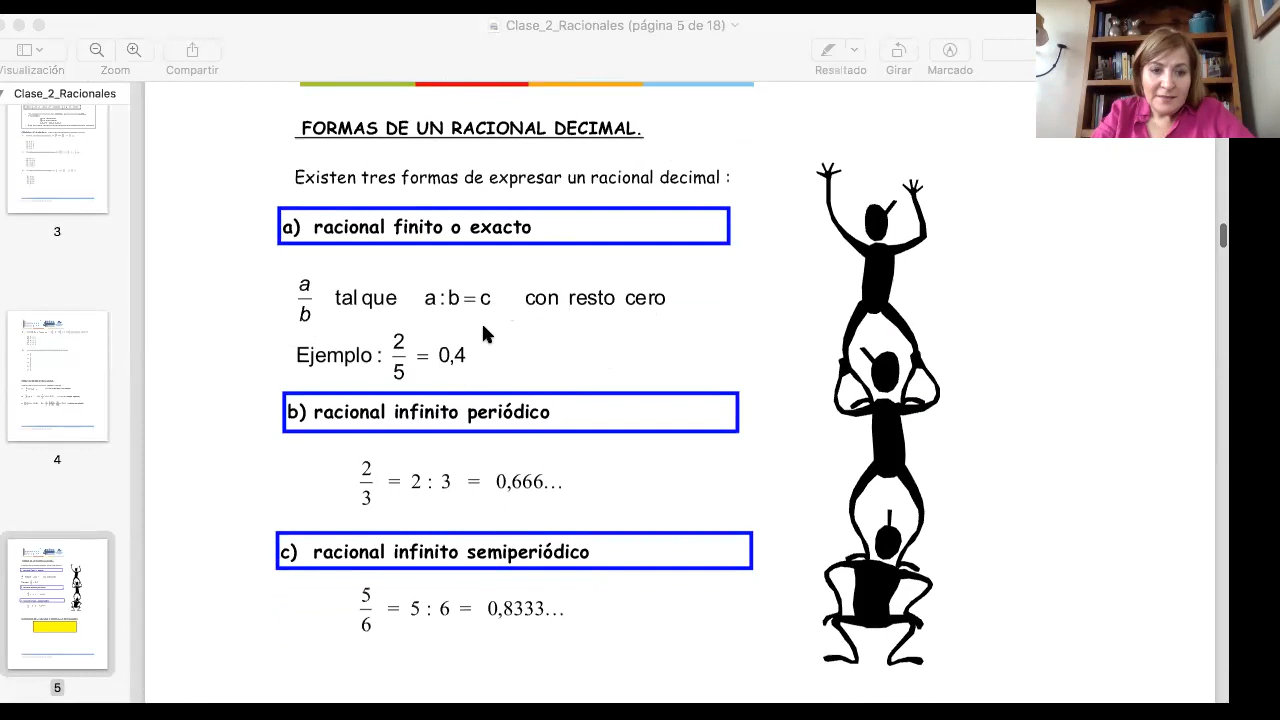 Clase_2_Racionales (página 5 de 18)
Visualización
Zoom
Compartir
Resaltado
Girar
Marcado
Clase_2_Racionales
3
4
5
FORMAS DE UN RACIONAL DECIMAL.
Existen tres formas de expresar un racional decimal :
a) racional finito o exacto
a/b tal que a : b = c con resto cero
Ejemplo : 2/5 = 0,4
b) racional infinito periódico
2/3 = 2 : 3 = 0,666...
c) racional infinito semiperiódico
5/6 = 5 : 6 = 0,8333...